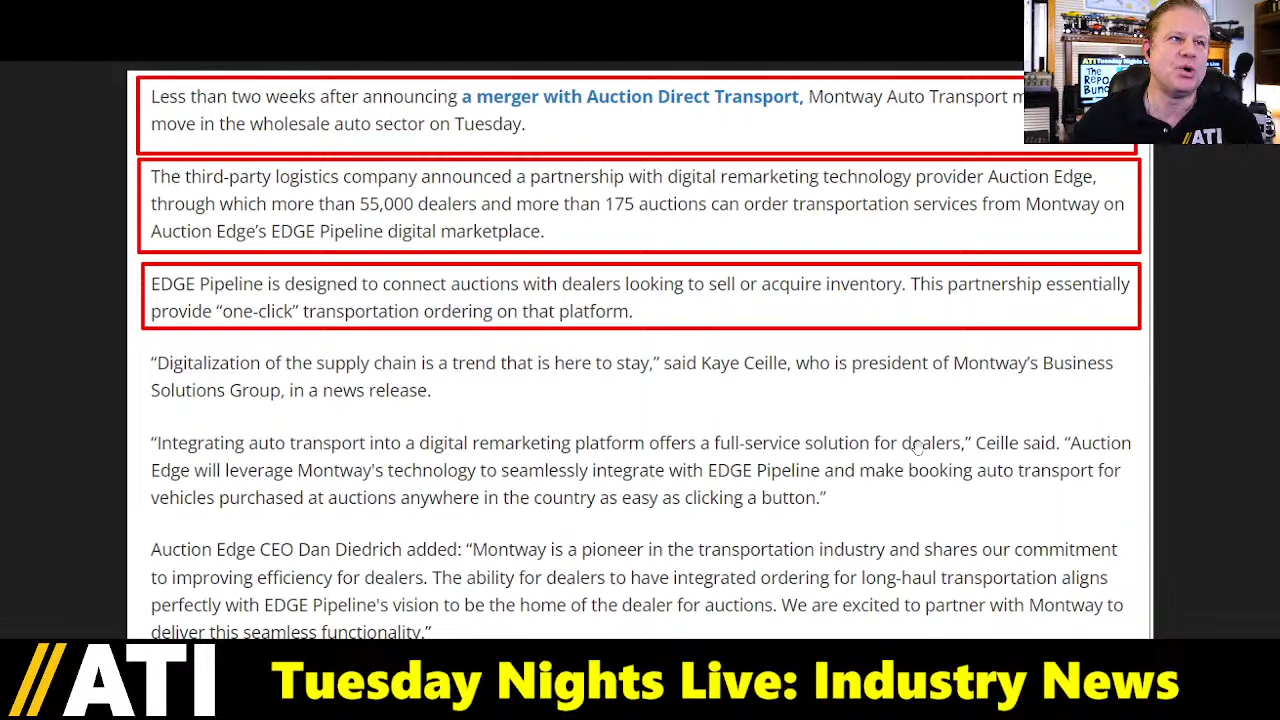 Less than two weeks after announcing a merger with Auction Direct Transport, Montway Auto Transport
move in the wholesale auto sector on Tuesday.
The third-party logistics company announced a partnership with digital remarketing technology provider Auction Edge,
through which more than 55,000 dealers and more than 175 auctions can order transportation services from Montway on
Auction Edge’s EDGE Pipeline digital marketplace.
EDGE Pipeline is designed to connect auctions with dealers looking to sell or acquire inventory. This partnership essentially
provide “one-click” transportation ordering on that platform.
“Digitalization of the supply chain is a trend that is here to stay,” said Kaye Ceille, who is president of Montway’s Business
Solutions Group, in a news release.
“Integrating auto transport into a digital remarketing platform offers a full-service solution for dealers,” Ceille said. “Auction
Edge will leverage Montway's technology to seamlessly integrate with EDGE Pipeline and make booking auto transport for
vehicles purchased at auctions anywhere in the country as easy as clicking a button.”
Auction Edge CEO Dan Diedrich added: “Montway is a pioneer in the transportation industry and shares our commitment
to improving efficiency for dealers. The ability for dealers to have integrated ordering for long-haul transportation aligns
perfectly with EDGE Pipeline's vision to be the home of the dealer for auctions. We are excited to partner with Montway to
deliver this seamless functionality.”
ATI Tuesday Nights Live
The
Repo
//ATI
//ATI
Tuesday Nights Live: Industry News